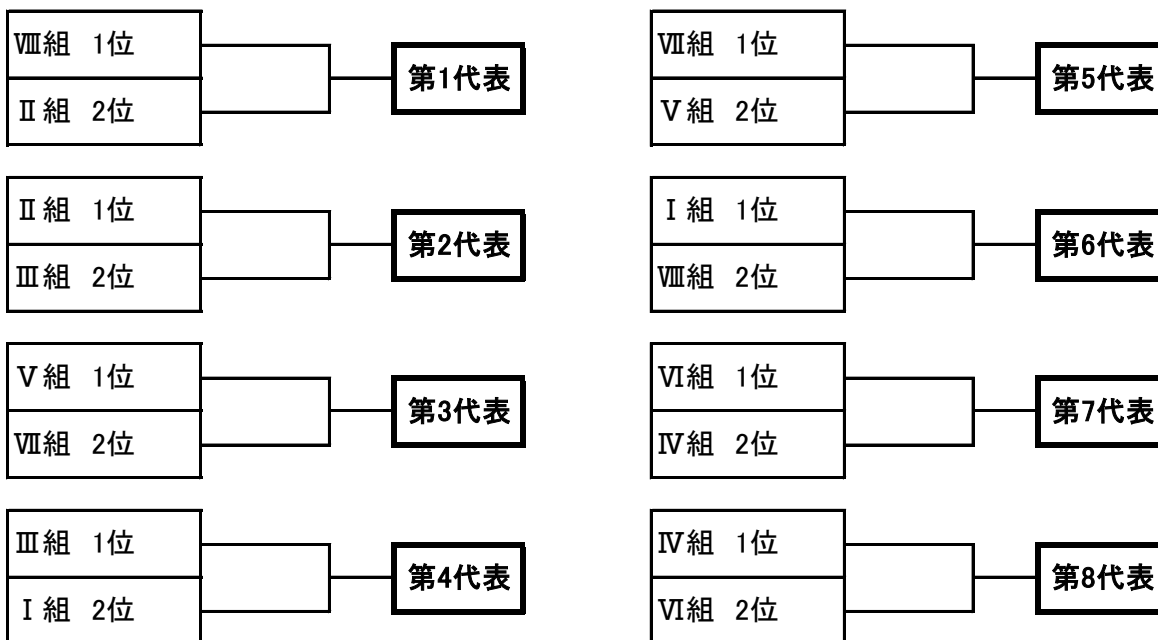 Ⅷ組 1位
第1代表
Ⅱ組 2位
Ⅱ組 1位
第2代表
Ⅲ組 2位
Ⅴ組 1位
第3代表
Ⅶ組 2位
Ⅲ組 1位
第4代表
Ⅰ組 2位
Ⅶ組 1位
第5代表
Ⅴ組 2位
Ⅰ組 1位
第6代表
Ⅷ組 2位
Ⅵ組 1位
第7代表
Ⅳ組 2位
Ⅳ組 1位
第8代表
Ⅵ組 2位